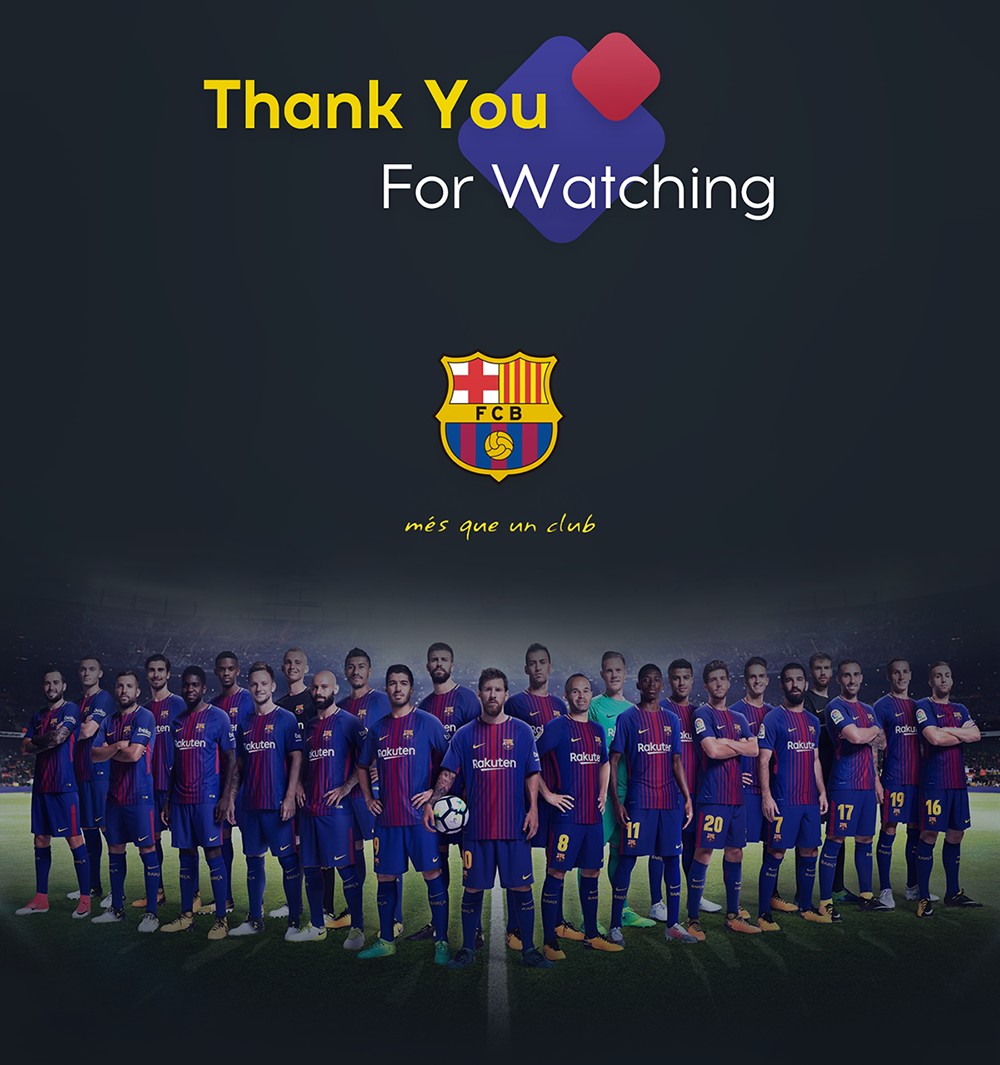 Thank You
For Watching
FCB
més que un club
Rakuten
Rakuten
Rakuten
Rakuten
Rakuten
Rakuten
Rakuten
Rakuten
11
20
7
17
19
16
8